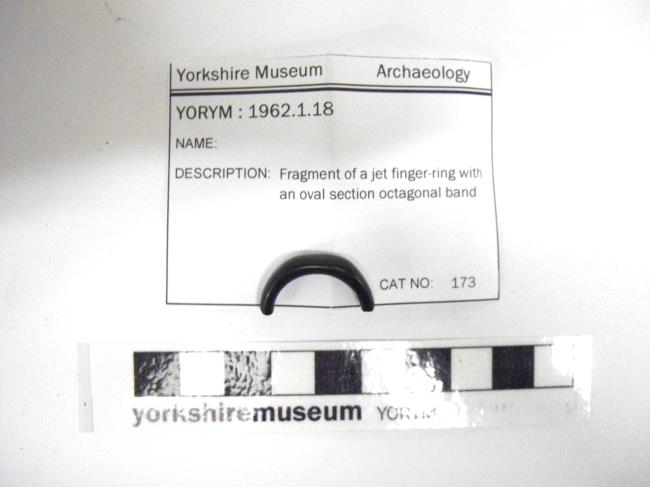 Yorkshire Museum Archaeology
YORYM : 1962.1.18
NAME:
DESCRIPTION: Fragment of a jet finger-ring with
an oval section octagonal band
CAT NO: 173
yorkshiremuseum YORYM